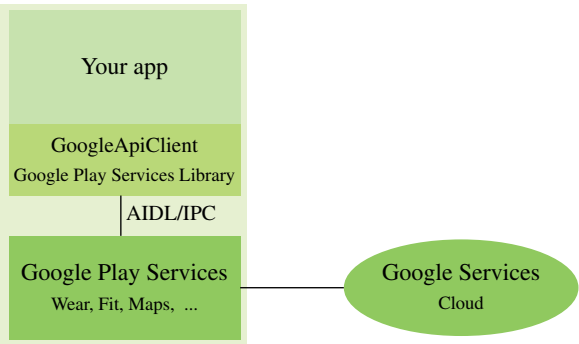 Your app
GoogleApiClient
Google Play Services Library
AIDL/IPC
Google Play Services
Wear, Fit, Maps, ...
Google Services
Cloud